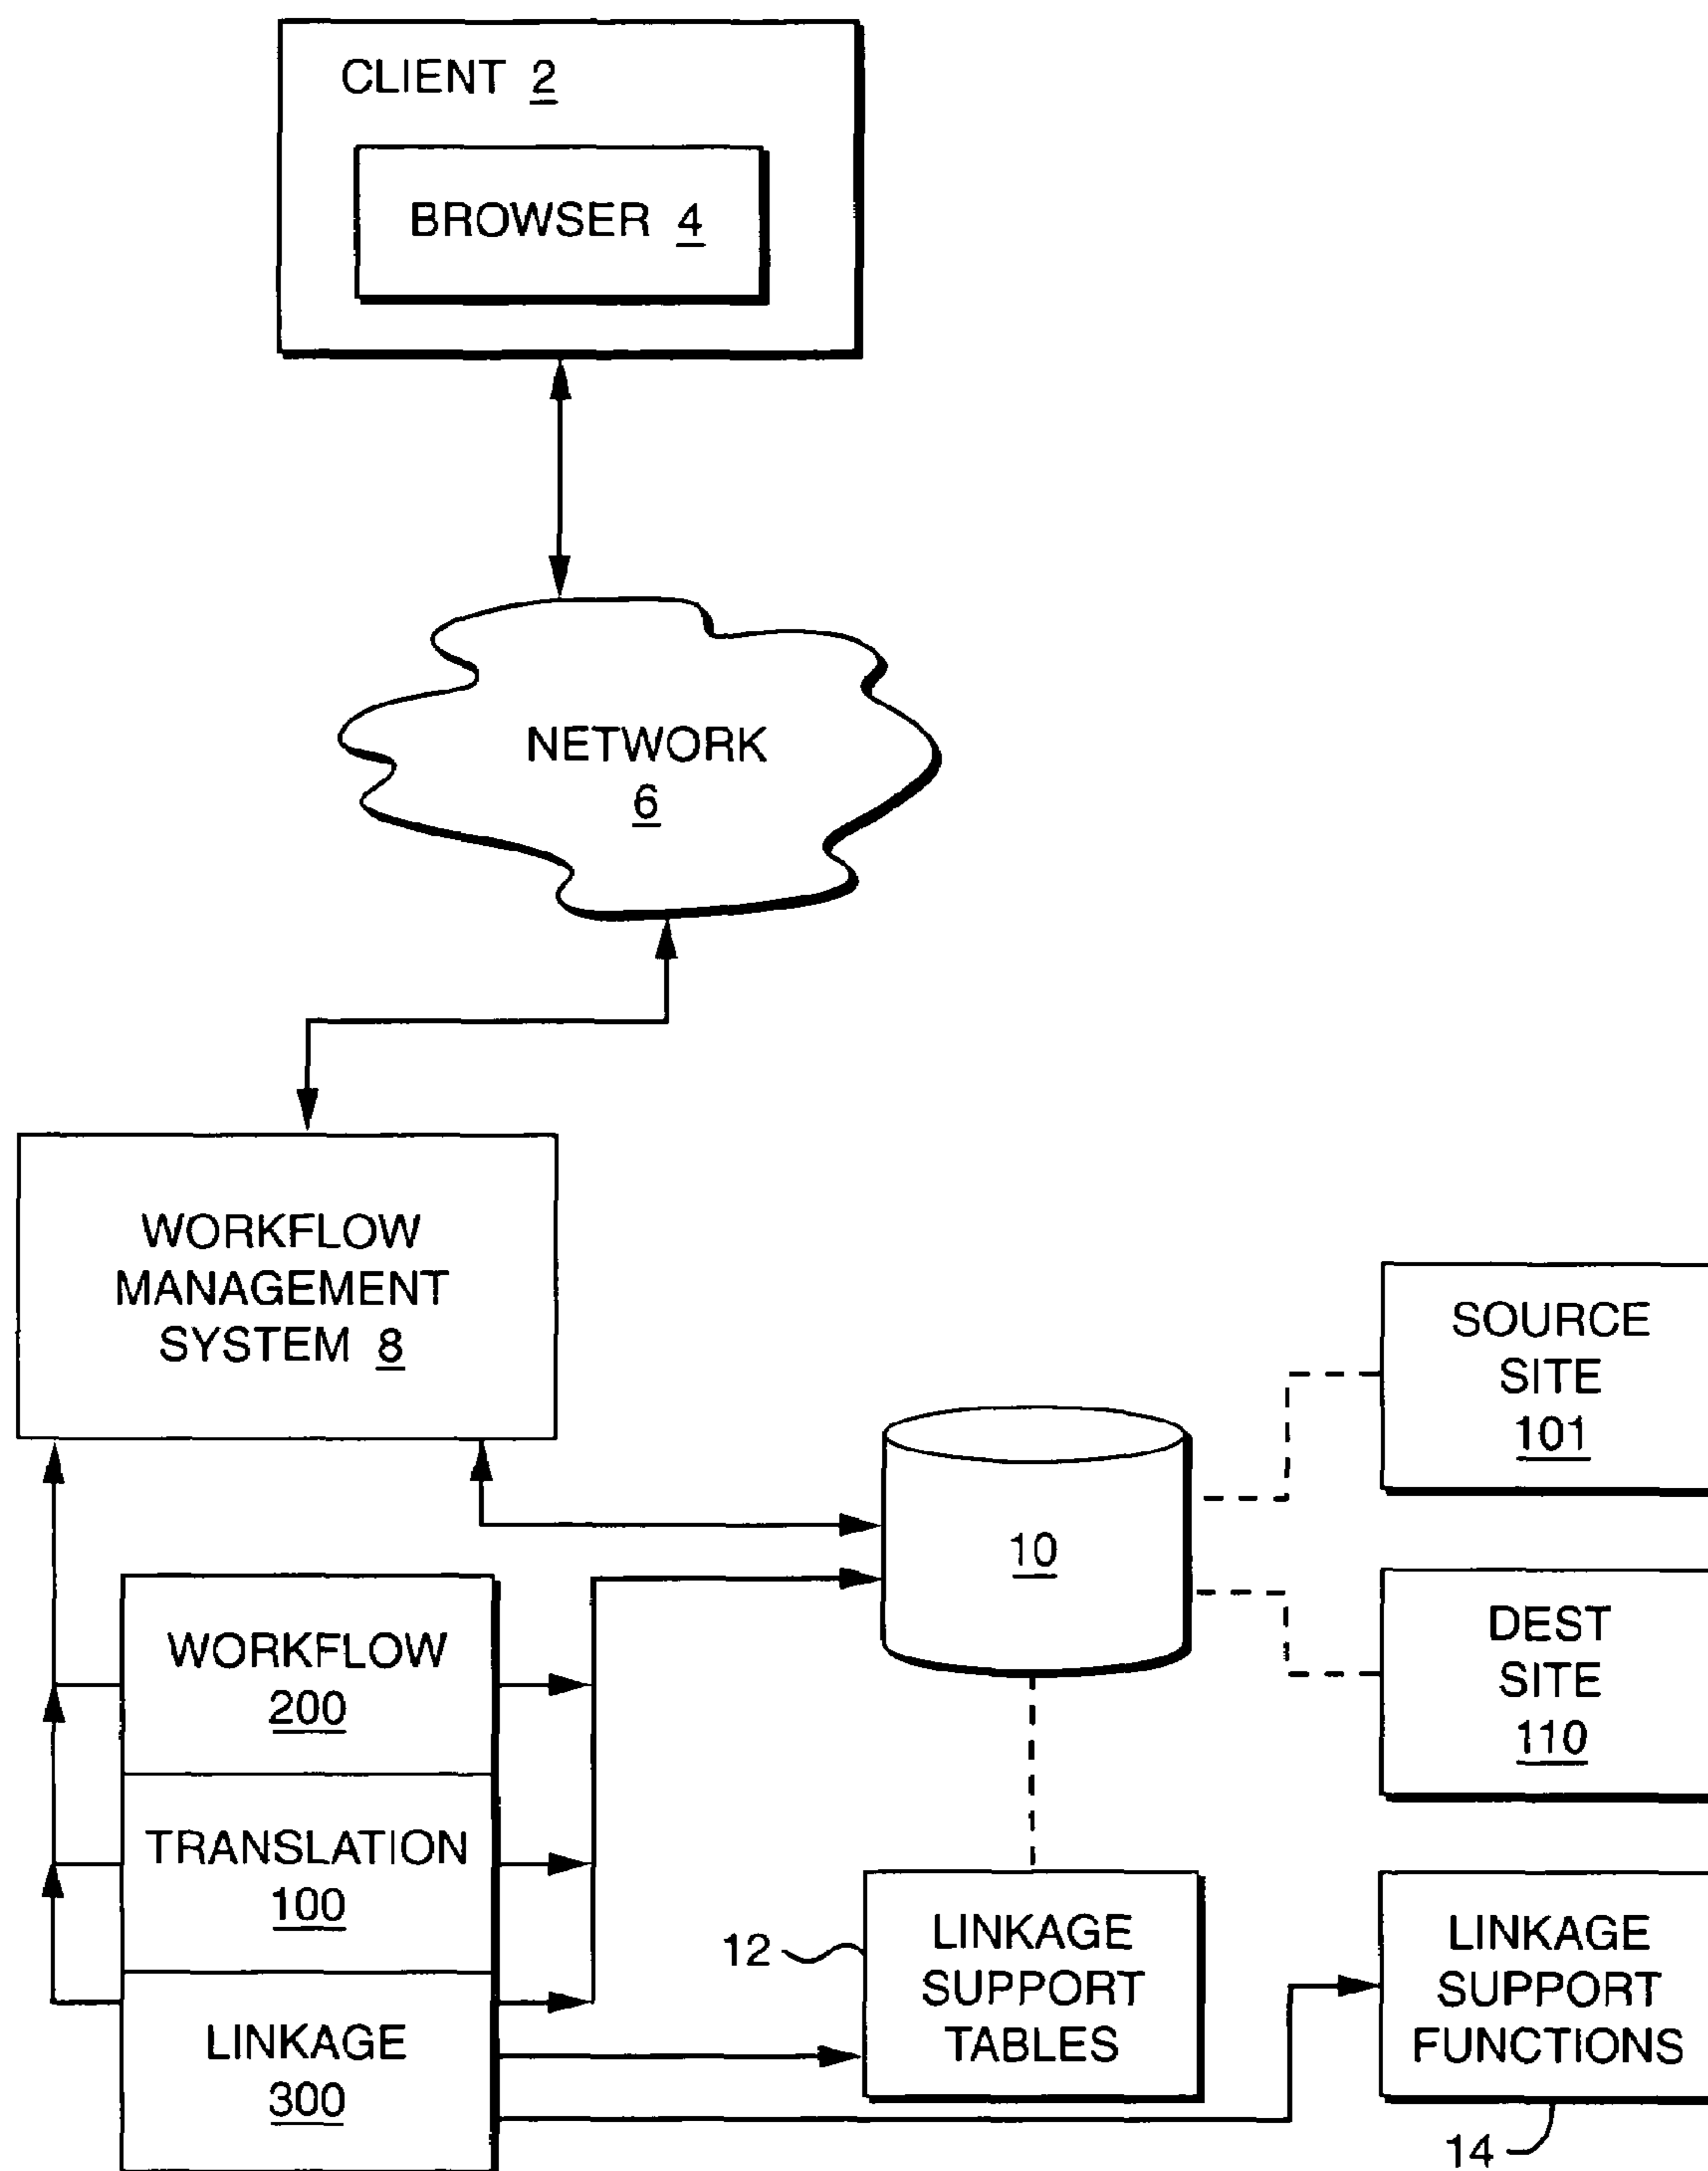 CLIENT 2
BROWSER 4
NETWORK
6
WORKFLOW
MANAGEMENT
SYSTEM 8
SOURCE
SITE
101
10
DEST
SITE
110
WORKFLOW
200
TRANSLATION
100
LINKAGE
300
12
LINKAGE
SUPPORT
TABLES
LINKAGE
SUPPORT
FUNCTIONS
14